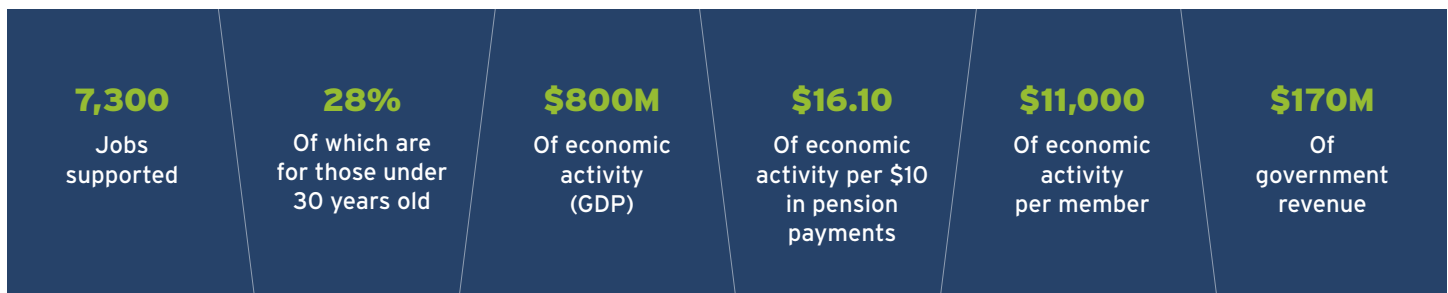 7,300
Jobs
supported
28%
Of which are
for those under
30 years old
$800M
Of economic
activity
(GDP)
$16.10
Of economic
activity per $10
in pension
payments
$11,000
Of economic
activity
per member
$170M
Of
government
revenue